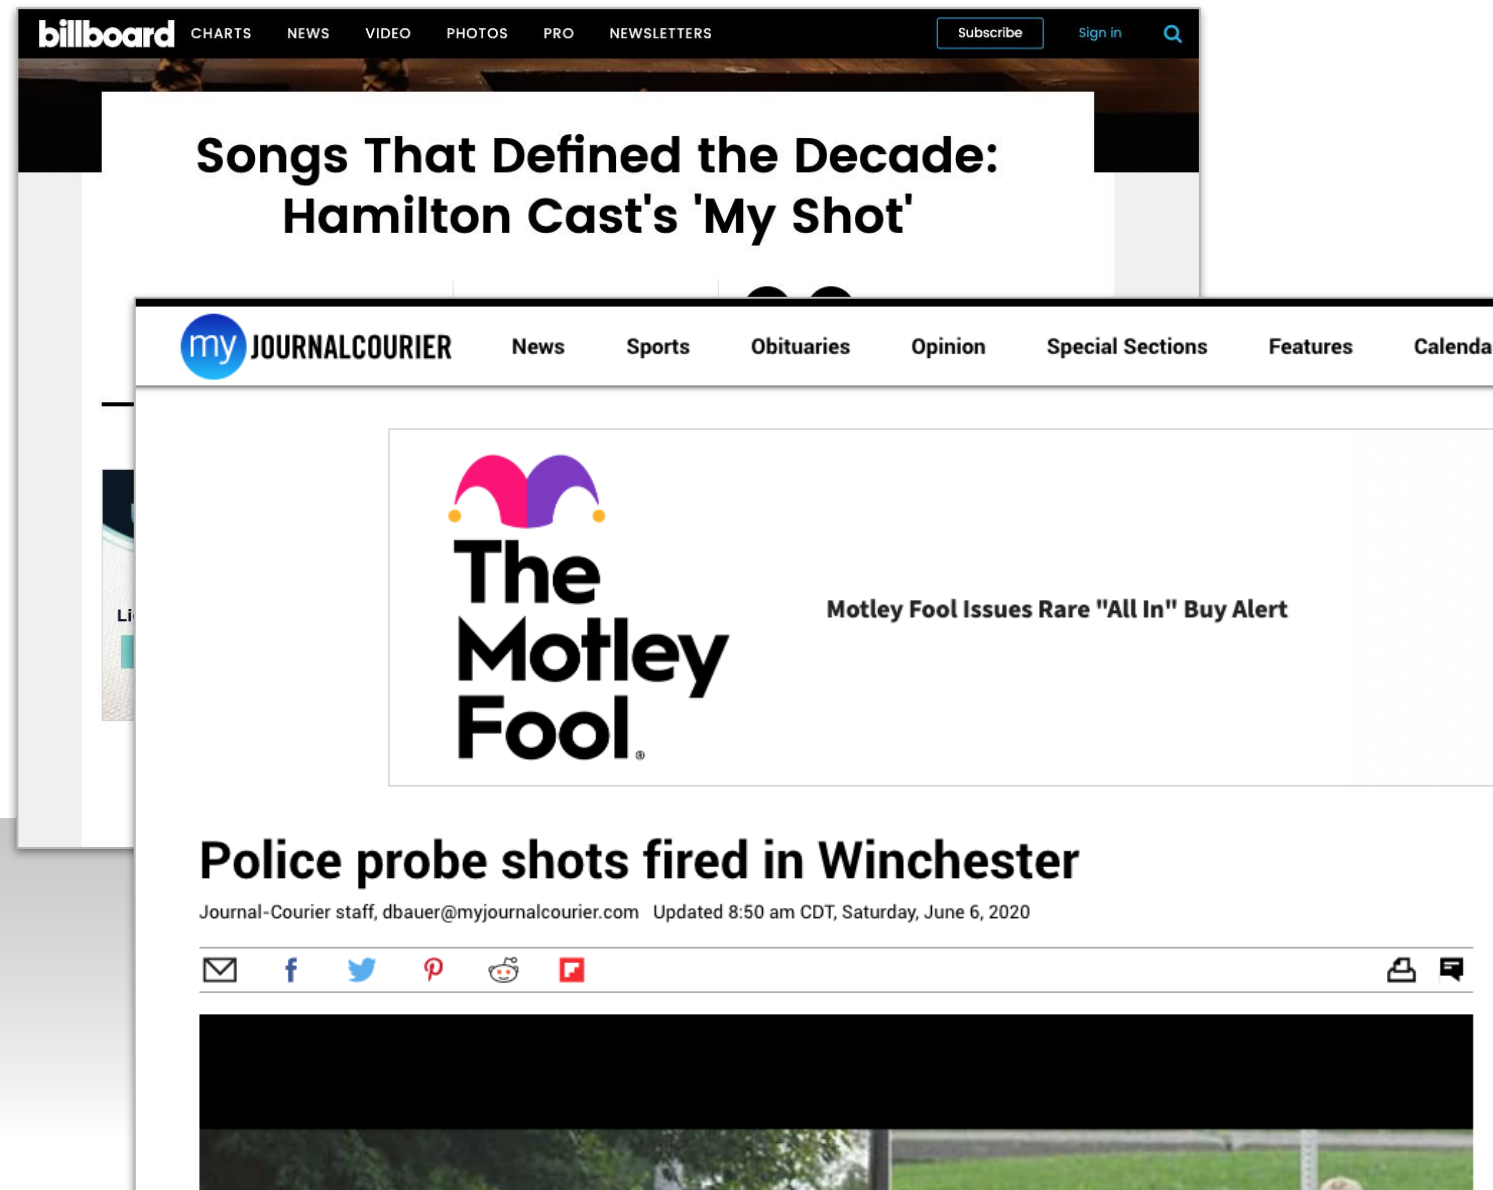 billboard CHARTS NEWS VIDEO PHOTOS PRO NEWSLETTERS Subscribe Sign in
Songs That Defined the Decade:
Hamilton Cast's 'My Shot'
my JOURNALCOURIER News Sports Obituaries Opinion Special Sections Features Calenda
The
Motley
Fool®
Motley Fool Issues Rare "All In" Buy Alert
Li
Police probe shots fired in Winchester
Journal-Courier staff, dbauer@myjournalcourier.com Updated 8:50 am CDT, Saturday, June 6, 2020